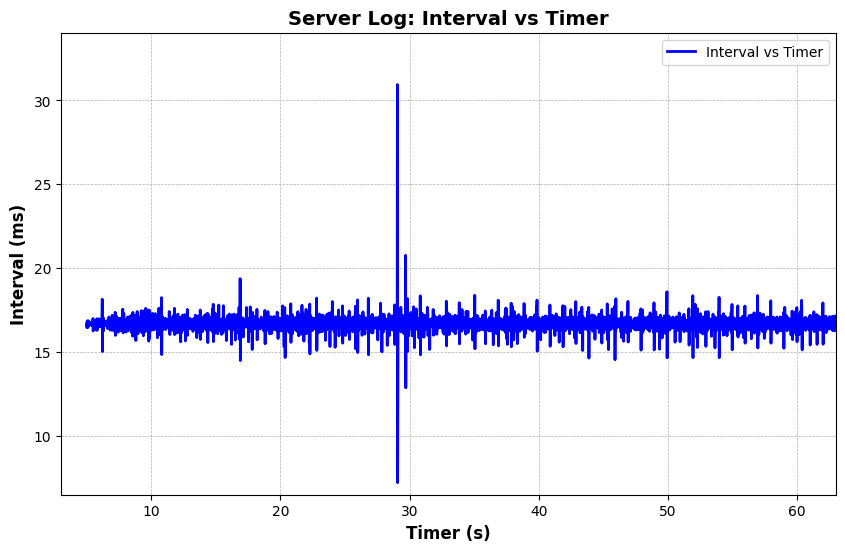 Server Log: Interval vs Timer
Interval vs Timer
Interval (ms)
30
25
20
15
10
10 20 30 40 50 60
Timer (s)